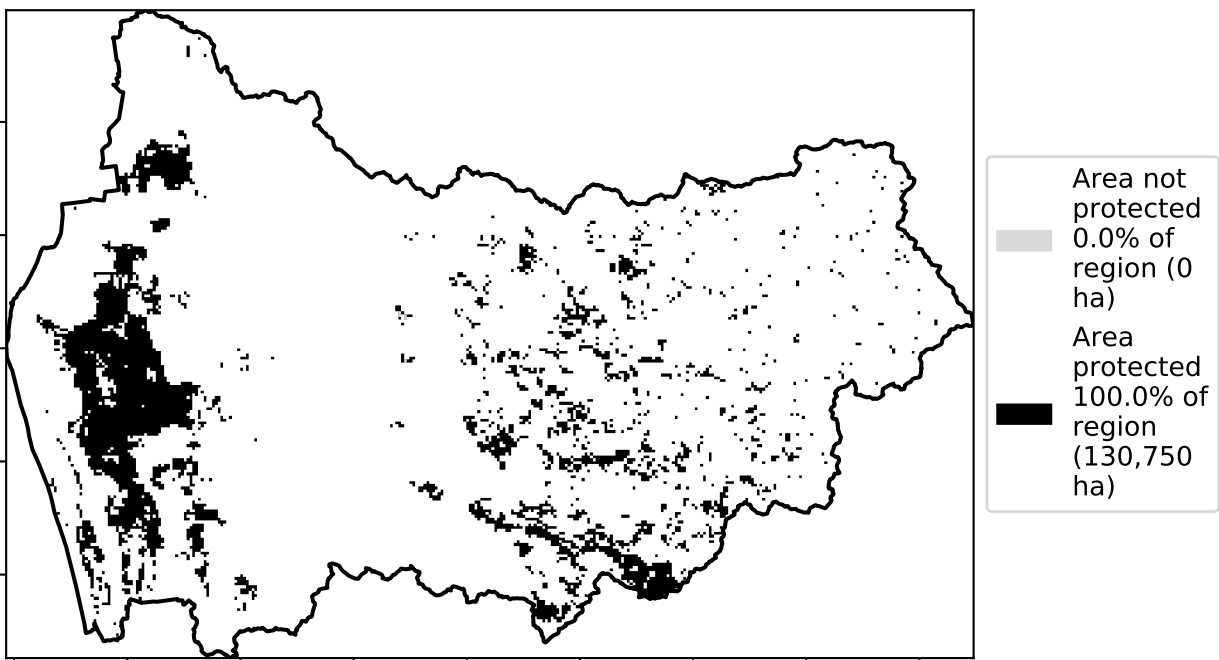 Area not
protected
0.0% of
region (0
ha)
Area
protected
100.0% of
region
(130,750
ha)